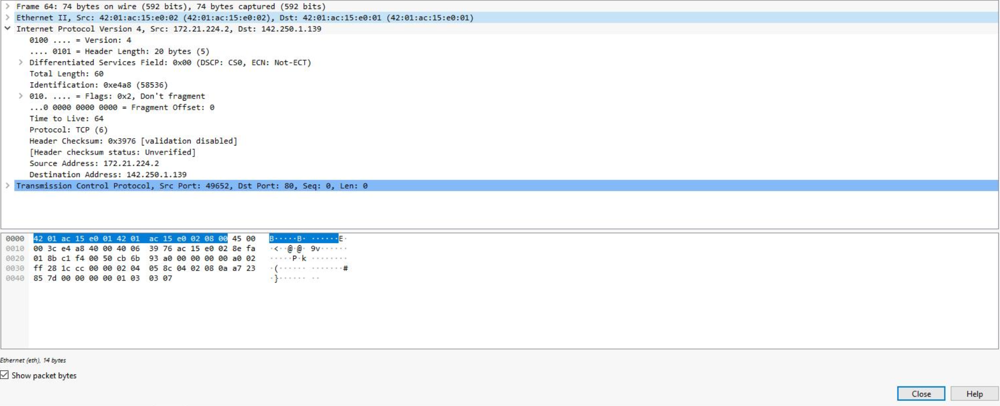 Frame 64: 74 bytes on wire (592 bits), 74 bytes captured (592 bits)
Ethernet II, Src: 42:01:ac:15:e0:02 (42:01:ac:15:e0:02), Dst: 42:01:ac:15:e0:01 (42:01:ac:15:e0:01)
Internet Protocol Version 4, Src: 172.21.224.2, Dst: 142.250.1.139
0100 .... = Version: 4
.... 0101 = Header Length: 20 bytes (5)
Differentiated Services Field: 0x00 (DSCP: CS0, ECN: Not-ECT)
Total Length: 60
Identification: 0xe4a8 (58536)
010. .... = Flags: 0x2, Don't fragment
...0 0000 0000 0000 = Fragment Offset: 0
Time to Live: 64
Protocol: TCP (6)
Header Checksum: 0x3976 [validation disabled]
[Header checksum status: Unverified]
Source Address: 172.21.224.2
Destination Address: 142.250.1.139
Transmission Control Protocol, Src Port: 49652, Dst Port: 80, Seq: 0, Len: 0
0000 42 01 ac 15 e0 01 42 01 ac 15 e0 02 08 00 45 00 B·····B· ······E·
0010 00 3c e4 a8 40 00 40 06 39 76 ac 15 e0 02 8e fa ·<··@·@· 9v······
0020 01 8b c1 f4 00 50 cb 6b 93 a0 00 00 00 00 a0 02 ·····P·k ········
0030 ff 28 1c cc 00 00 02 04 05 8c 04 02 08 0a a7 23 ·(······ ·······#
0040 85 7d 00 00 00 00 01 03 03 07 ·}······ ··
Ethernet (eth), 14 bytes
Show packet bytes
Close Help